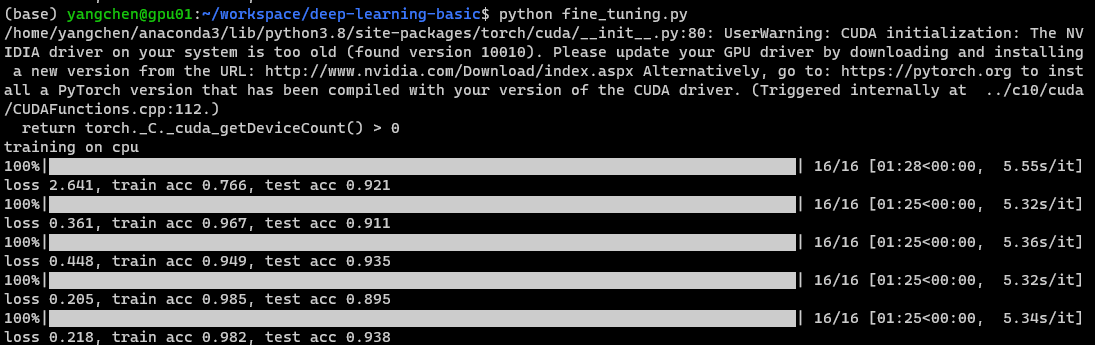 (base) yangchen@gpu01:~/workspace/deep-learning-basic$ python fine_tuning.py
/home/yangchen/anaconda3/lib/python3.8/site-packages/torch/cuda/__init__.py:80: UserWarning: CUDA initialization: The NV
IDIA driver on your system is too old (found version 10010). Please update your GPU driver by downloading and installing
 a new version from the URL: http://www.nvidia.com/Download/index.aspx Alternatively, go to: https://pytorch.org to inst
all a PyTorch version that has been compiled with your version of the CUDA driver. (Triggered internally at  ../c10/cuda
/CUDAFunctions.cpp:112.)
  return torch._C._cuda_getDeviceCount() > 0
training on cpu
100%|██████████| 16/16 [01:28<00:00,  5.55s/it]
loss 2.641, train acc 0.766, test acc 0.921
100%|██████████| 16/16 [01:25<00:00,  5.32s/it]
loss 0.361, train acc 0.967, test acc 0.911
100%|██████████| 16/16 [01:25<00:00,  5.36s/it]
loss 0.448, train acc 0.949, test acc 0.935
100%|██████████| 16/16 [01:25<00:00,  5.32s/it]
loss 0.205, train acc 0.985, test acc 0.895
100%|██████████| 16/16 [01:25<00:00,  5.34s/it]
loss 0.218, train acc 0.982, test acc 0.938